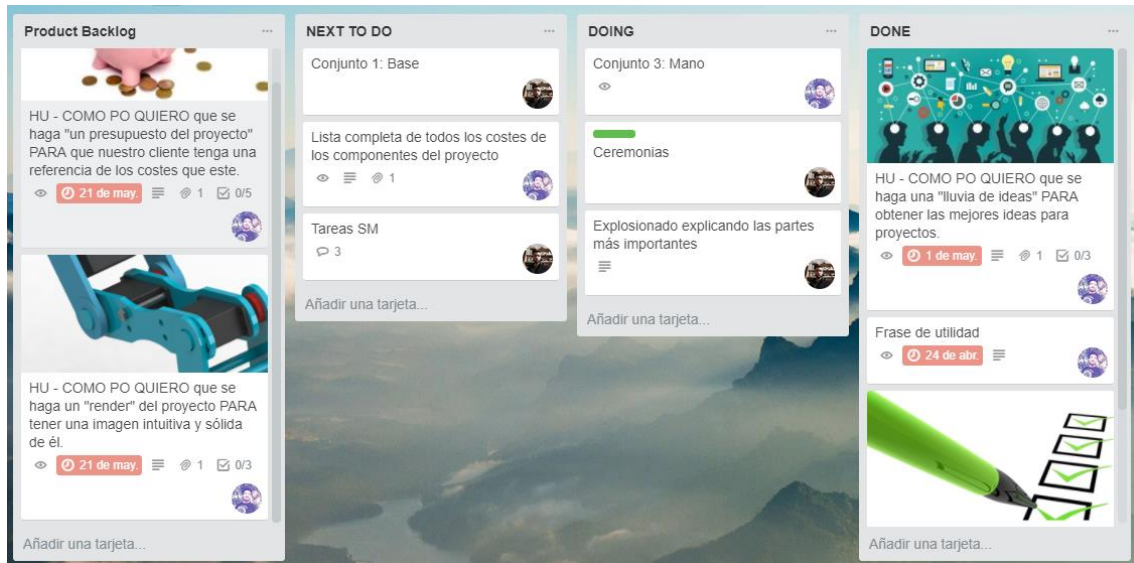 Product Backlog
HU - COMO PO QUIERO que se
haga "un presupuesto del proyecto"
PARA que nuestro cliente tenga una
referencia de los costes que este.
21 de may.
1
0/5
HU - COMO PO QUIERO que se
haga un "render" del proyecto PARA
tener una imagen intuitiva y sólida
de él.
21 de may.
1
0/3
Añadir una tarjeta...
NEXT TO DO
Conjunto 1: Base
Lista completa de todos los costes de
los componentes del proyecto
1
Tareas SM
3
Añadir una tarjeta...
DOING
Conjunto 3: Mano
Ceremonias
Explosionado explicando las partes
más importantes
Añadir una tarjeta...
DONE
HU - COMO PO QUIERO que se
haga una "lluvia de ideas" PARA
obtener las mejores ideas para
proyectos.
1 de may.
1
0/3
Frase de utilidad
24 de abr.
Añadir una tarjeta...